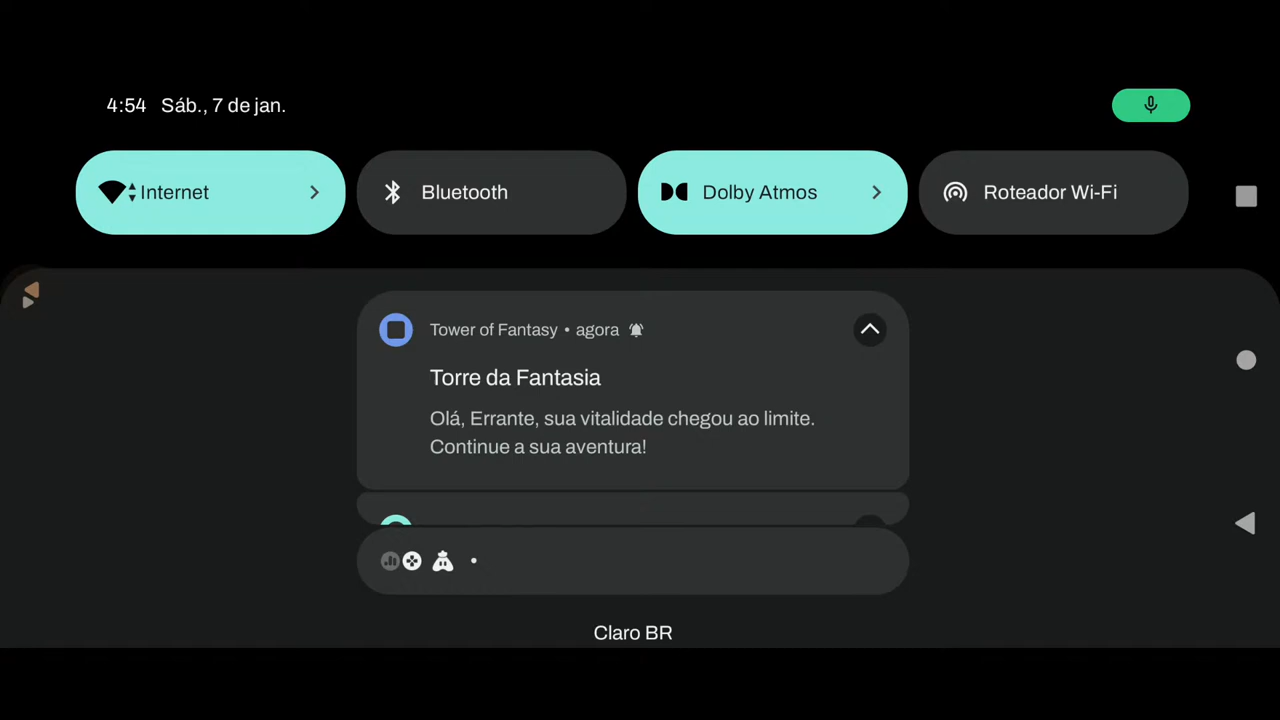 4:54 Sáb., 7 de jan.
Internet
Bluetooth
Dolby Atmos
Roteador Wi-Fi
Tower of Fantasy • agora
Torre da Fantasia
Olá, Errante, sua vitalidade chegou ao limite.
Continue a sua aventura!
Claro BR